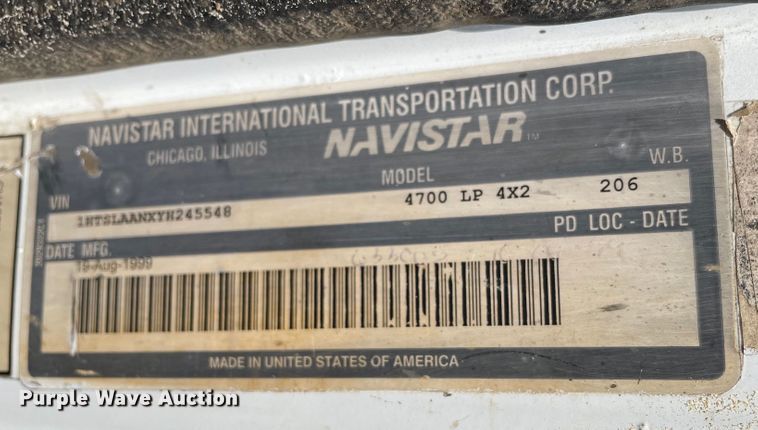 NAVISTAR INTERNATIONAL TRANSPORTATION CORP.
CHICAGO, ILLINOIS NAVISTAR™
VIN MODEL W.B.
1HTSLAANXYH245548 4700 LP 4X2 206
DATE MFG. PD LOC - DATE
19-Aug-1999
MADE IN UNITED STATES OF AMERICA
Purple Wave Auction